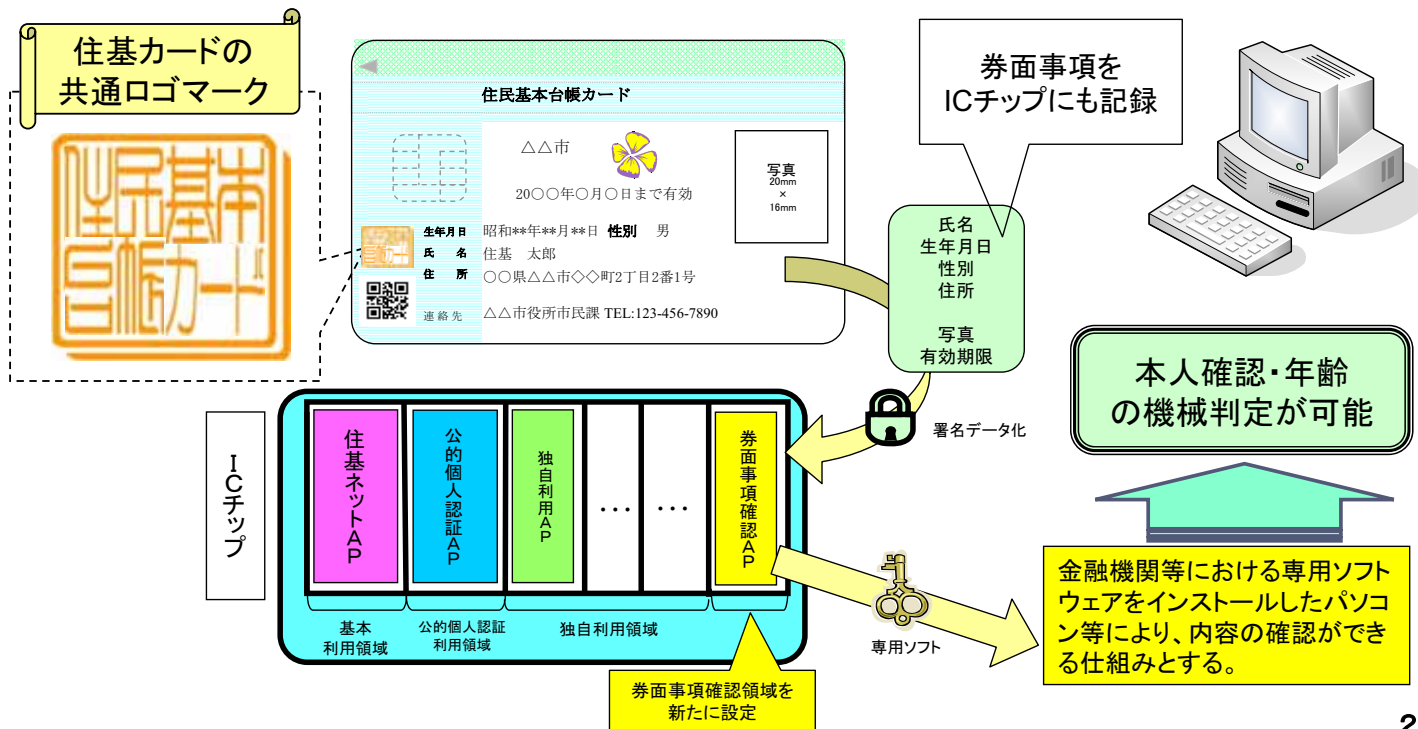 住基カードの
共通ロゴマーク
住民基本
台帳カード
IC
住民基本台帳カード
△△市
20○○年○月○日まで有効
写真
20mm
×
16mm
生年月日 昭和**年**月**日 性別 男
氏 名 住基 太郎
住 所 ○○県△△市◇◇町2丁目2番1号
連絡先 △△市役所市民課 TEL:123-456-7890
券面事項を
ICチップにも記録
氏名
生年月日
性別
住所
写真
有効期限
署名データ化
本人確認・年齢
の機械判定が可能
ICチップ
住基ネットAP
公的個人認証AP
独自利用AP
...
...
券面事項確認AP
基本
利用領域
公的個人認証
利用領域
独自利用領域
券面事項確認領域を
新たに設定
専用ソフト
金融機関等における専用ソフト
ウェアをインストールしたパソコ
ン等により、内容の確認ができ
る仕組みとする。
2